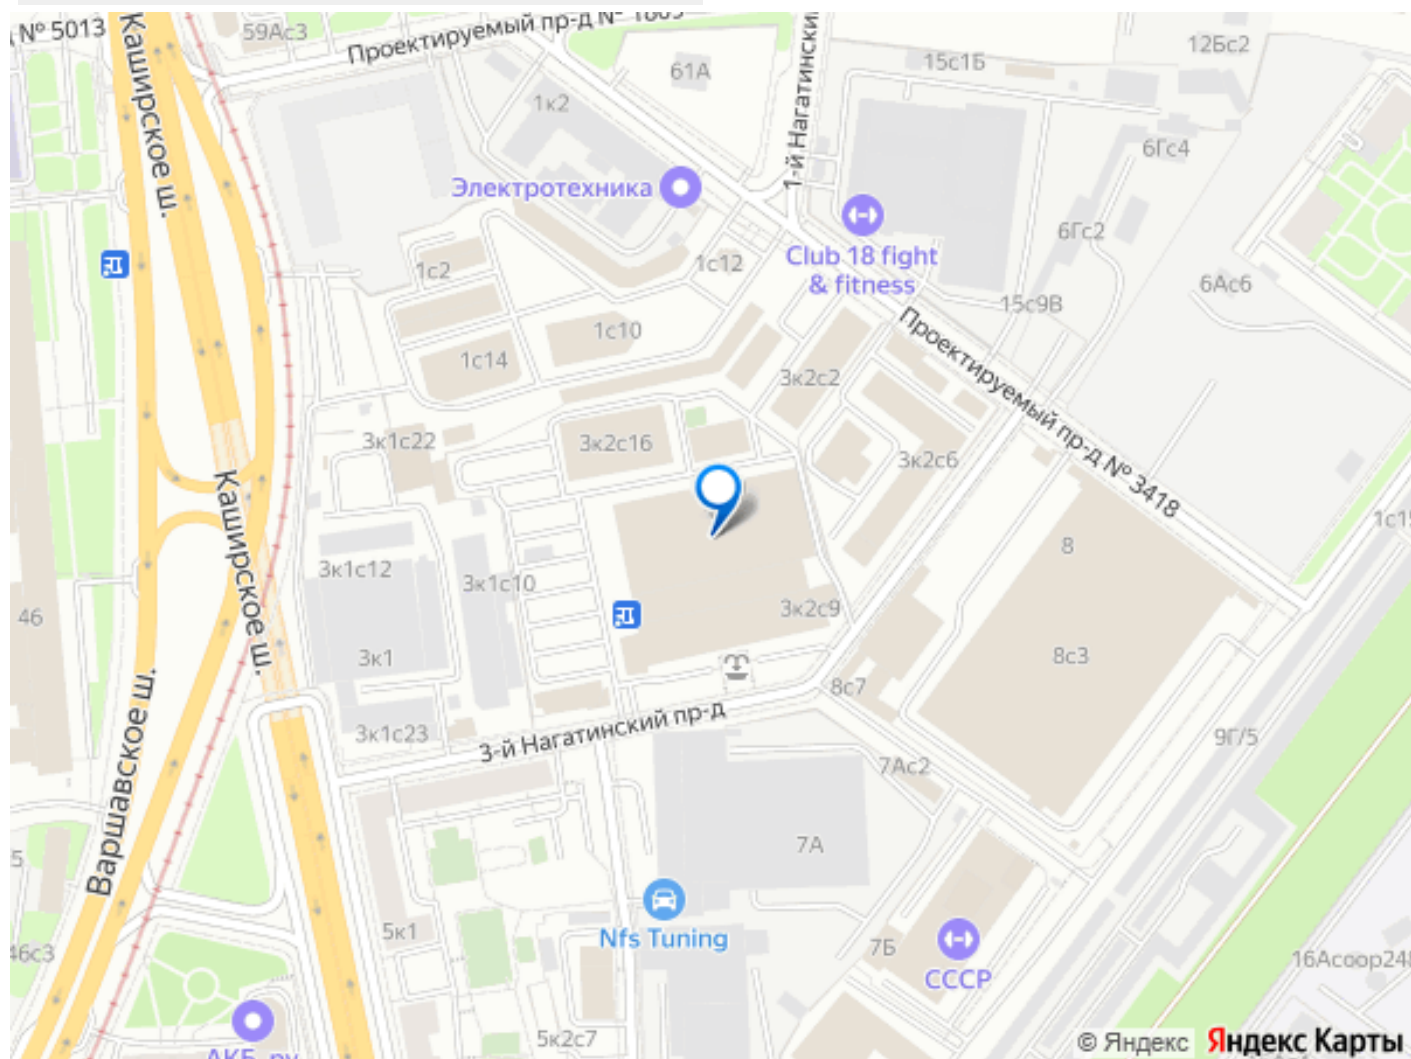 № 5013
Каширское ш.
59Ас3
Проектируемый пр-д №
61А
1-й Нагатинский
15с1Б
12Бс2
1к2
6Гс4
Электротехника
Club 18 fight
& fitness
6Гс2
1с2
1с12
6Ас6
15с9В
1с10
1с14
Проектируемый пр-д № 3418
3к2с2
3к1с22
3к2с16
3к2с6
Каширское ш.
8
3к1с12
3к1с10
3к2с9
46
3к1
8с3
8с7
Варшавское ш.
3к1с23
3-й Нагатинский пр-д
9Г/5
7Ас2
7А
5к1
Nfs Tuning
7Б
СССР
46с3
16Асоор248
5к2с7
© Яндекс Яндекс Карты